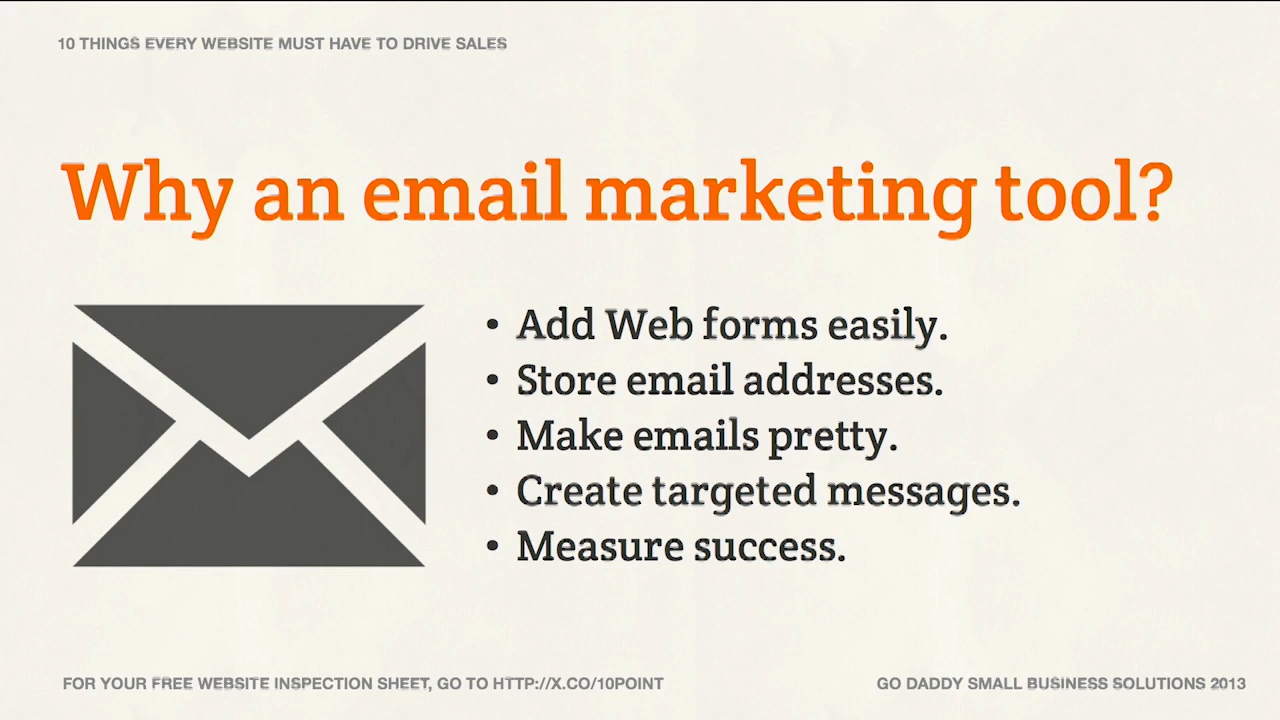 10 THINGS EVERY WEBSITE MUST HAVE TO DRIVE SALES
Why an email marketing tool?
• Add Web forms easily.
• Store email addresses.
• Make emails pretty.
• Create targeted messages.
• Measure success.
FOR YOUR FREE WEBSITE INSPECTION SHEET, GO TO HTTP://X.CO/10POINT
GO DADDY SMALL BUSINESS SOLUTIONS 2013